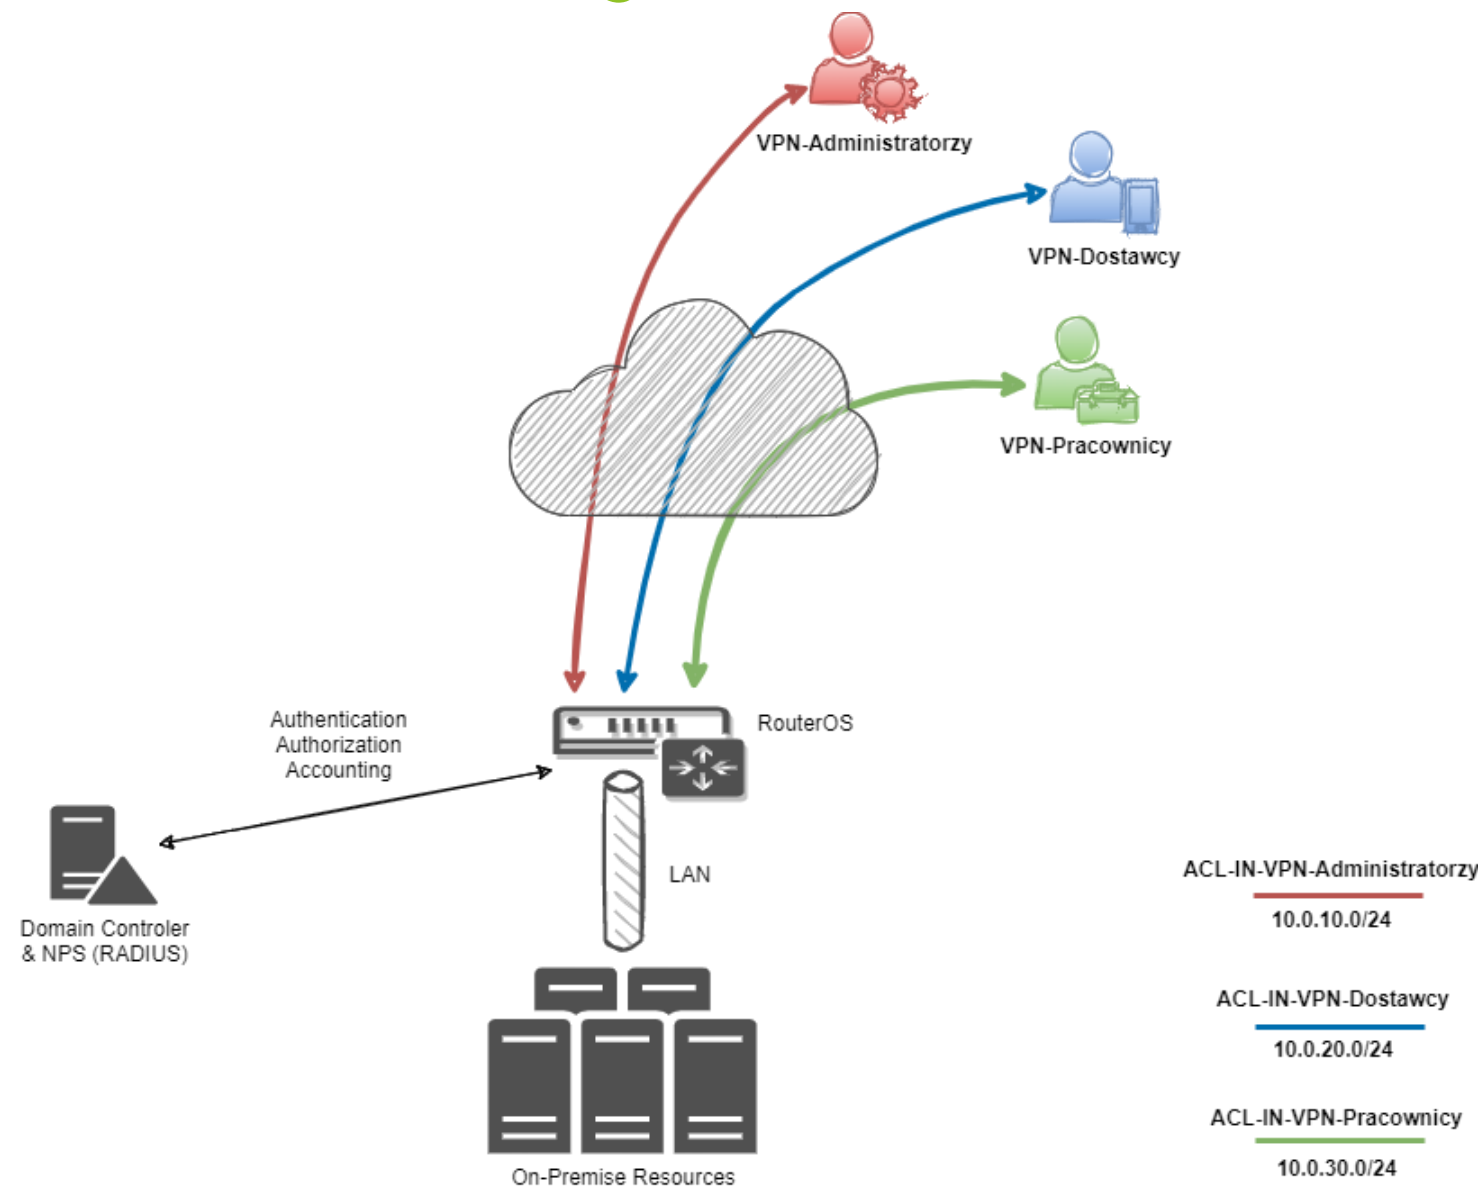 VPN-Administratorzy
VPN-Dostawcy
VPN-Pracownicy
RouterOS
Authentication
Authorization
Accounting
LAN
Domain Controler
& NPS (RADIUS)
On-Premise Resources
ACL-IN-VPN-Administratorzy
10.0.10.0/24
ACL-IN-VPN-Dostawcy
10.0.20.0/24
ACL-IN-VPN-Pracownicy
10.0.30.0/24